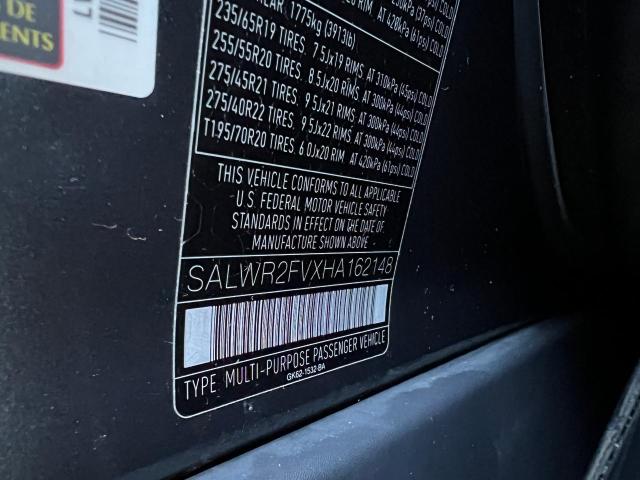 DE
ENTS
1775kg (3913lb)
235/65R19 TIRES, 7.5Jx19 RIMS AT 310kPa (45psi) COLD
255/55R20 TIRES, 8.5Jx20 RIMS AT 300kPa (44psi) COLD
275/45R21 TIRES, 9.5Jx21 RIMS AT 300kPa (44psi) COLD
275/40R22 TIRES, 9.5Jx22 RIMS AT 300kPa (44psi) COLD
T195/70R20 TIRES, 6.0Jx20 RIM AT 420kPa (61psi) COLD
THIS VEHICLE CONFORMS TO ALL APPLICABLE
U.S. FEDERAL MOTOR VEHICLE SAFETY
STANDARDS IN EFFECT ON THE DATE OF
MANUFACTURE SHOWN ABOVE
SALWR2FVXHA162148
TYPE MULTI-PURPOSE PASSENGER VEHICLE
GK62-1532-BA